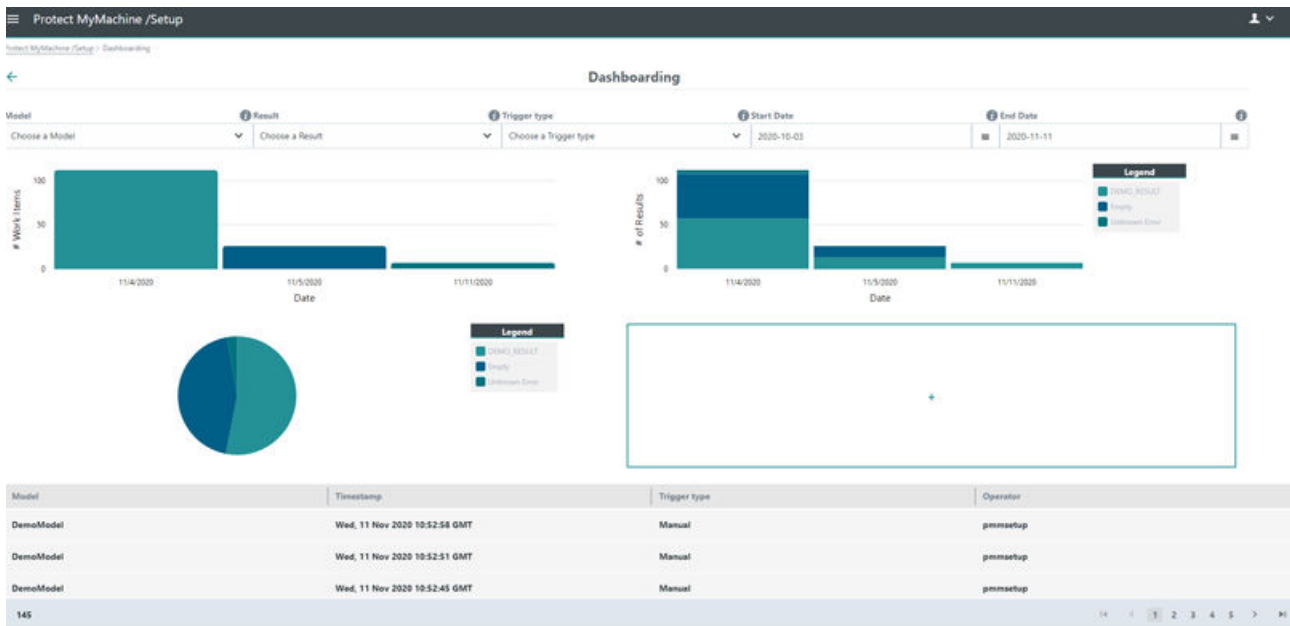 Protect MyMachine /Setup
Protect MyMachine /Setup > Dashboarding
Dashboarding
Model Result Trigger type Start Date End Date
Choose a Model Choose a Result Choose a Trigger type 2020-10-03 2020-11-11
# Work Items
100
50
0
11/4/2020 11/5/2020 11/11/2020
Date
# of Results
100
50
0
11/4/2020 11/5/2020 11/11/2020
Date
Legend
DEMO_RESULT
Empty
Unknown Error
Legend
DEMO_RESULT
Empty
Unknown Error
+
Model Timestamp Trigger type Operator
DemoModel Wed, 11 Nov 2020 10:52:58 GMT Manual pmmsetup
DemoModel Wed, 11 Nov 2020 10:52:51 GMT Manual pmmsetup
DemoModel Wed, 11 Nov 2020 10:52:45 GMT Manual pmmsetup
145 1 2 3 4 5